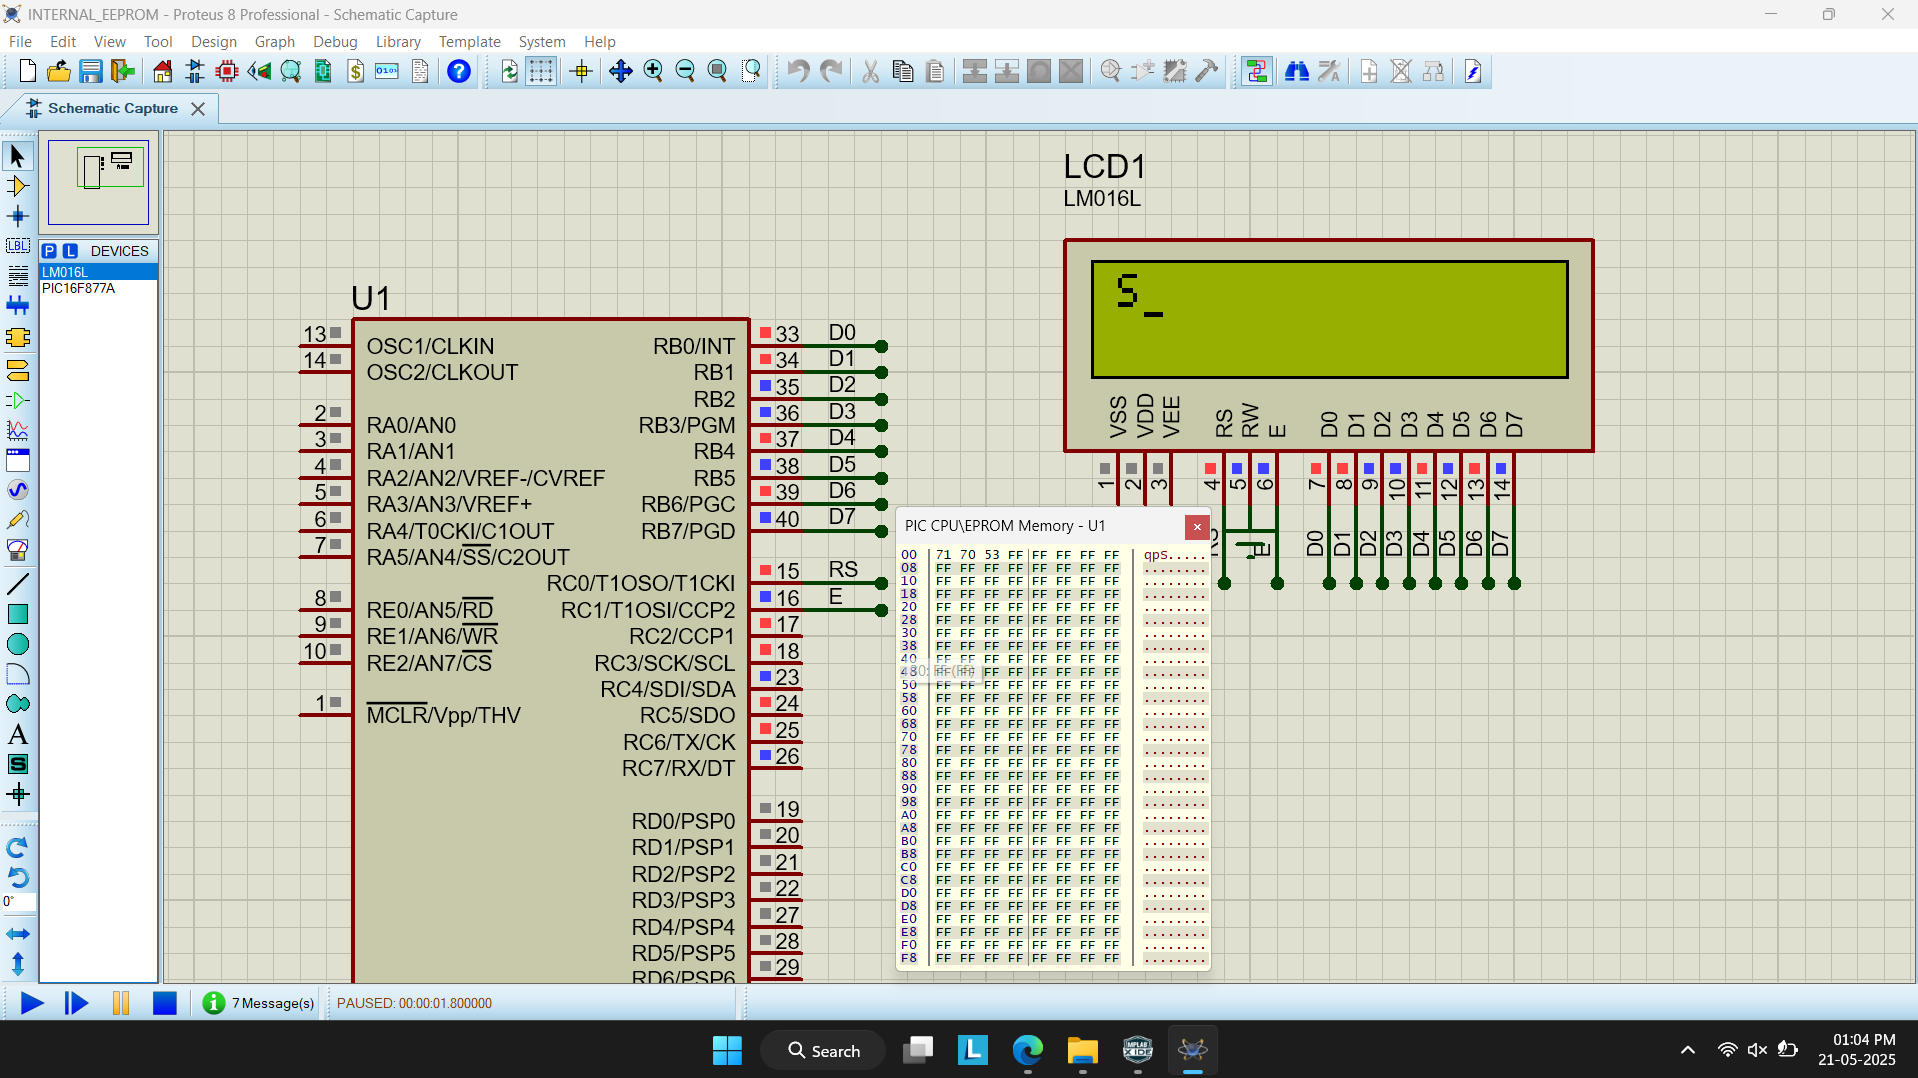 INTERNAL_EEPROM - Proteus 8 Professional - Schematic Capture
File Edit View Tool Design Graph Debug Library Template System Help
Schematic Capture
P L DEVICES
LM016L
PIC16F877A
LBL
A
S
0°
LCD1
LM016L
S_
VSS VDD VEE RS RW E D0 D1 D2 D3 D4 D5 D6 D7
1 2 3 4 5 6 7 8 9 10 11 12 13 14
E D0 D1 D2 D3 D4 D5 D6 D7
U1
13 OSC1/CLKIN RB0/INT 33 D0
14 OSC2/CLKOUT RB1 34 D1
RB2 35 D2
2 RA0/AN0 RB3/PGM 36 D3
3 RA1/AN1 RB4 37 D4
4 RA2/AN2/VREF-/CVREF RB5 38 D5
5 RA3/AN3/VREF+ RB6/PGC 39 D6
6 RA4/T0CKI/C1OUT RB7/PGD 40 D7
7 RA5/AN4/SS/C2OUT
RC0/T1OSO/T1CKI 15 RS
8 RE0/AN5/RD RC1/T1OSI/CCP2 16 E
9 RE1/AN6/WR RC2/CCP1 17
10 RE2/AN7/CS RC3/SCK/SCL 18
RC4/SDI/SDA 23
1 MCLR/Vpp/THV RC5/SDO 24
RC6/TX/CK 25
RC7/RX/DT 26
RD0/PSP0 19
RD1/PSP1 20
RD2/PSP2 21
RD3/PSP3 22
RD4/PSP4 27
RD5/PSP5 28
RD6/PSP6 29
PIC CPU\EPROM Memory - U1
00 71 70 53 FF FF FF FF FF qps.....
08 FF FF FF FF FF FF FF FF ........
10 FF FF FF FF FF FF FF FF ........
18 FF FF FF FF FF FF FF FF ........
20 FF FF FF FF FF FF FF FF ........
28 FF FF FF FF FF FF FF FF ........
30 FF FF FF FF FF FF FF FF ........
38 FF FF FF FF FF FF FF FF ........
40 FF FF FF FF FF FF FF FF ........
48 FF FF FF FF FF FF ........
50 FF FF FF FF FF FF FF FF ........
58 FF FF FF FF FF FF FF FF ........
60 FF FF FF FF FF FF FF FF ........
68 FF FF FF FF FF FF FF FF ........
70 FF FF FF FF FF FF FF FF ........
78 FF FF FF FF FF FF FF FF ........
80 FF FF FF FF FF FF FF FF ........
88 FF FF FF FF FF FF FF FF ........
90 FF FF FF FF FF FF FF FF ........
98 FF FF FF FF FF FF FF FF ........
A0 FF FF FF FF FF FF FF FF ........
A8 FF FF FF FF FF FF FF FF ........
B0 FF FF FF FF FF FF FF FF ........
B8 FF FF FF FF FF FF FF FF ........
C0 FF FF FF FF FF FF FF FF ........
C8 FF FF FF FF FF FF FF FF ........
D0 FF FF FF FF FF FF FF FF ........
D8 FF FF FF FF FF FF FF FF ........
E0 FF FF FF FF FF FF FF FF ........
E8 FF FF FF FF FF FF FF FF ........
F0 FF FF FF FF FF FF FF FF ........
F8 FF FF FF FF FF FF FF FF ........
7 Message(s) PAUSED: 00:00:01.800000
Search
L
MPLAB
X IDE
01:04 PM
21-05-2025